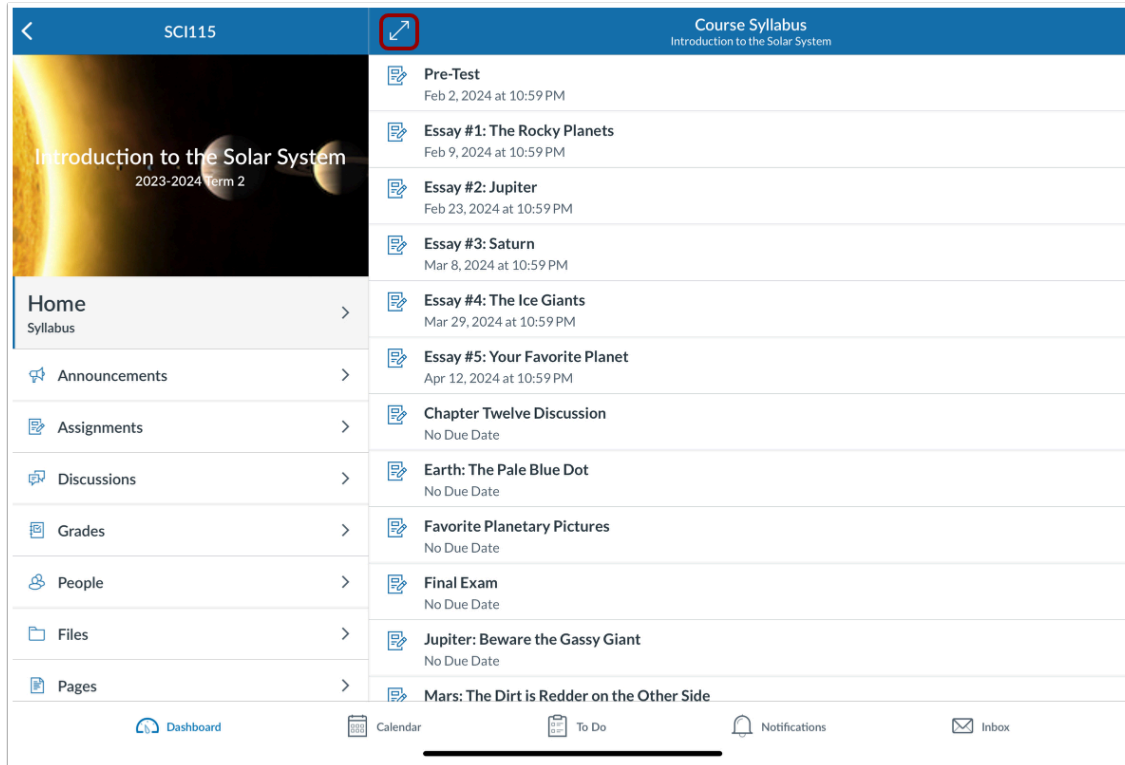 SCI115
Introduction to the Solar System
2023-2024 Term 2
Home
Syllabus
Announcements
Assignments
Discussions
Grades
People
Files
Pages
Course Syllabus
Introduction to the Solar System
Pre-Test
Feb 2, 2024 at 10:59 PM
Essay #1: The Rocky Planets
Feb 9, 2024 at 10:59 PM
Essay #2: Jupiter
Feb 23, 2024 at 10:59 PM
Essay #3: Saturn
Mar 8, 2024 at 10:59 PM
Essay #4: The Ice Giants
Mar 29, 2024 at 10:59 PM
Essay #5: Your Favorite Planet
Apr 12, 2024 at 10:59 PM
Chapter Twelve Discussion
No Due Date
Earth: The Pale Blue Dot
No Due Date
Favorite Planetary Pictures
No Due Date
Final Exam
No Due Date
Jupiter: Beware the Gassy Giant
No Due Date
Mars: The Dirt is Redder on the Other Side
Dashboard
Calendar
To Do
Notifications
Inbox